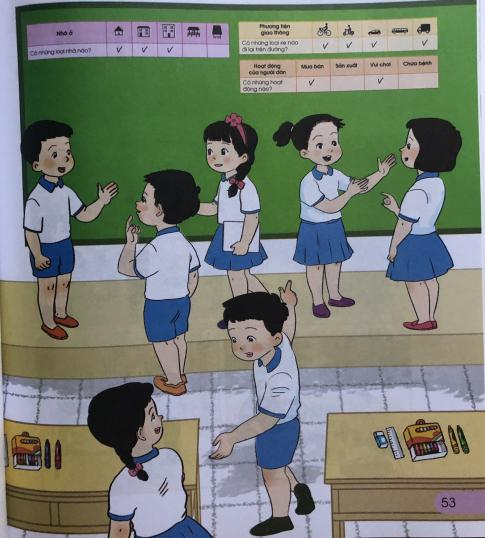 Nhà ở
Có những loại nhà nào? ✓ ✓ ✓
Phương tiện
giao thông
Có những loại xe nào
đi lại trên đường? ✓ ✓ ✓ ✓
Hoạt động
của người dân Mua bán Sản xuất Vui chơi Chữa bệnh
Có những hoạt
động nào? ✓ ✓
53